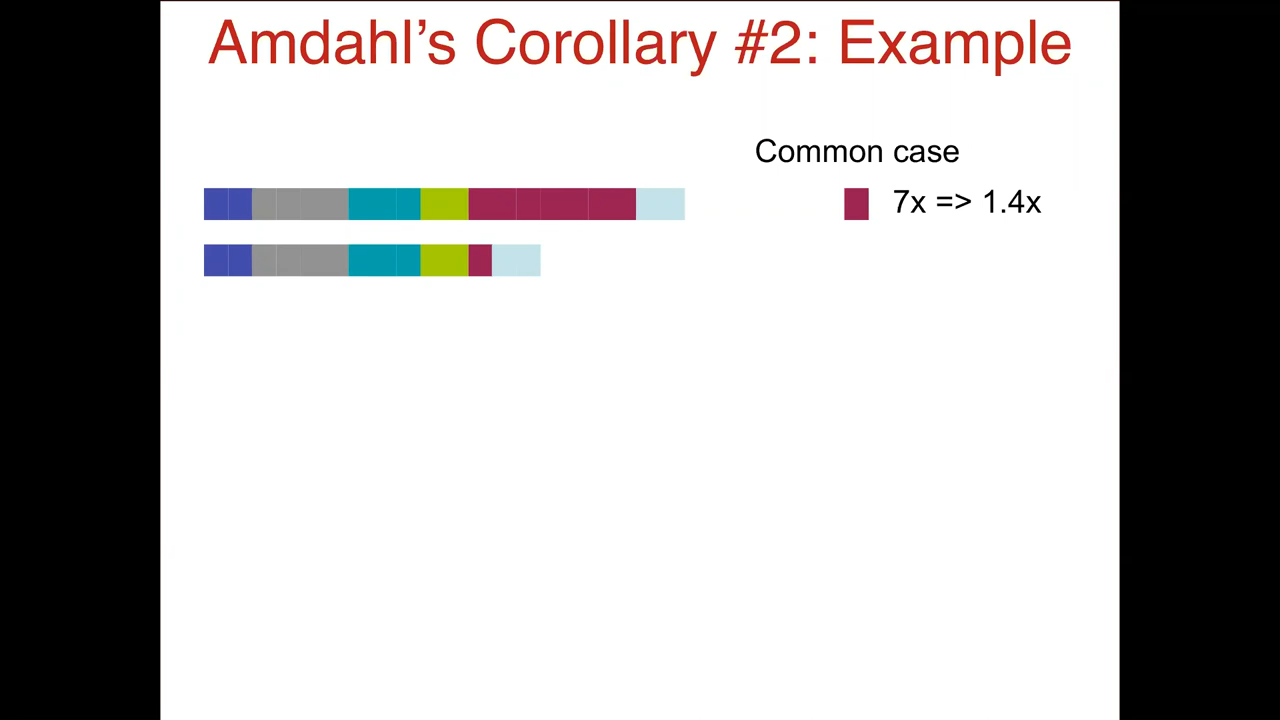 Amdahl’s Corollary #2: Example
Common case
7x => 1.4x